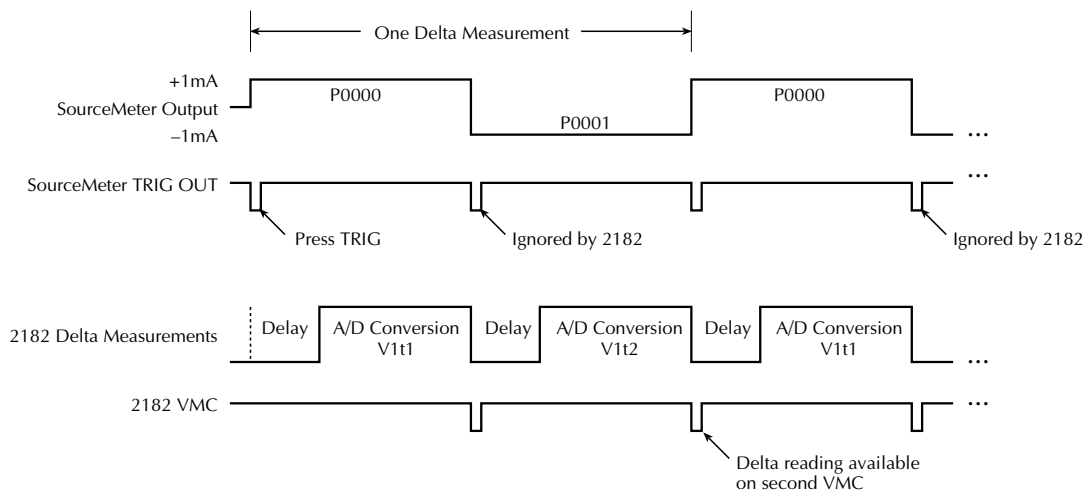 One Delta Measurement
+1mA
P0000
P0000
SourceMeter Output
P0001
–1mA
...
SourceMeter TRIG OUT
...
Press TRIG
Ignored by 2182
Ignored by 2182
2182 Delta Measurements
Delay
A/D Conversion
V1t1
Delay
A/D Conversion
V1t2
Delay
A/D Conversion
V1t1
...
2182 VMC
...
Delta reading available
on second VMC